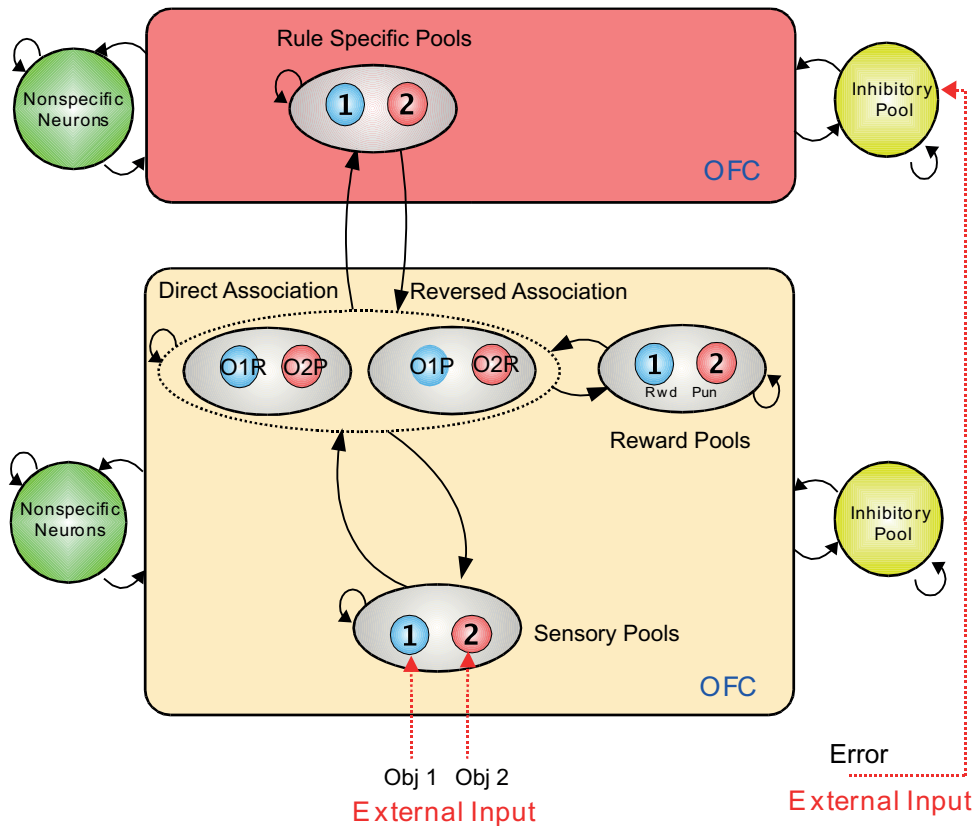 Rule Specific Pools
1 2
Nonspecific
Neurons
Inhibitory
Pool
OFC
Direct Association
Reversed Association
O1R O2P
O1P O2R
1 2
Rwd Pun
Reward Pools
Nonspecific
Neurons
Inhibitory
Pool
1 2
Sensory Pools
OFC
Obj 1 Obj 2
External Input
Error
External Input